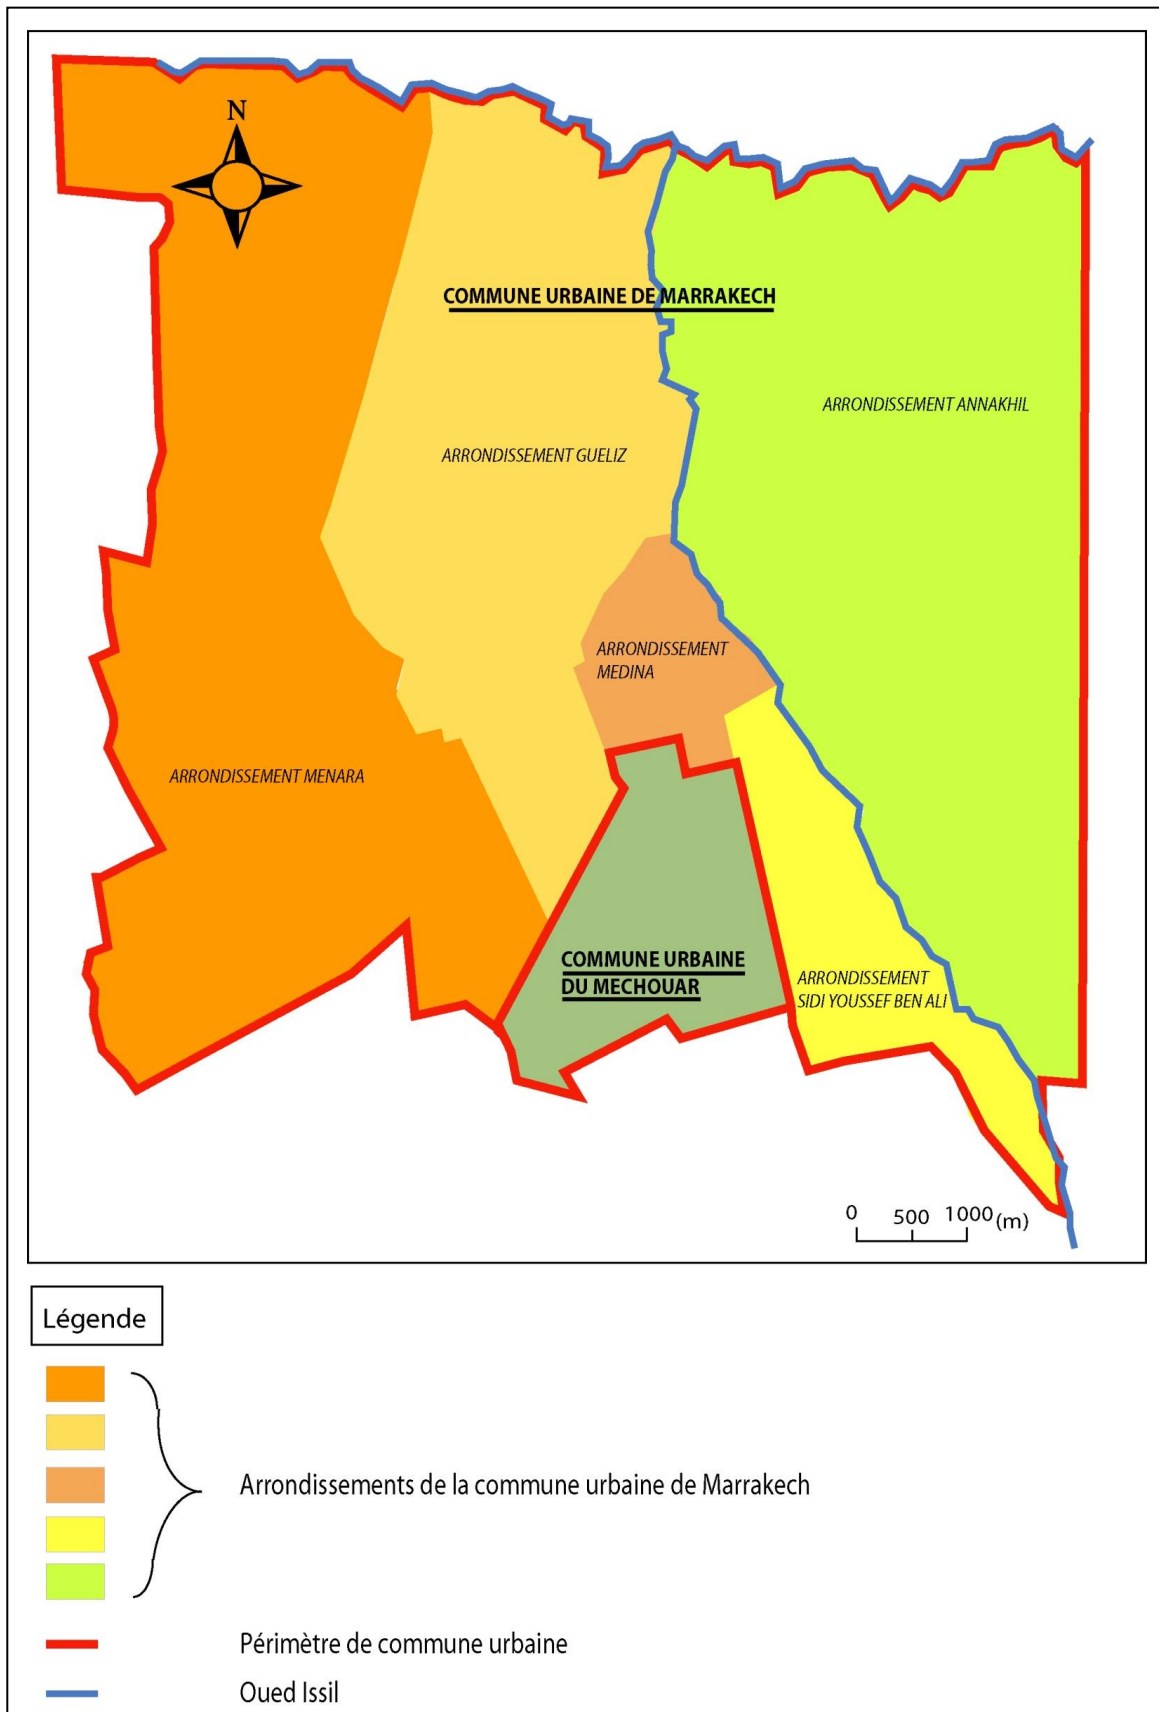 N
COMMUNE URBAINE DE MARRAKECH
ARRONDISSEMENT ANNAKHIL
ARRONDISSEMENT GUELIZ
ARRONDISSEMENT
MEDINA
ARRONDISSEMENT MENARA
COMMUNE URBAINE
DU MECHOUAR
ARRONDISSEMENT
SIDI YOUSSEF BEN ALI
0 500 1000 (m)
Légende
Arrondissements de la commune urbaine de Marrakech
Périmètre de commune urbaine
Oued Issil